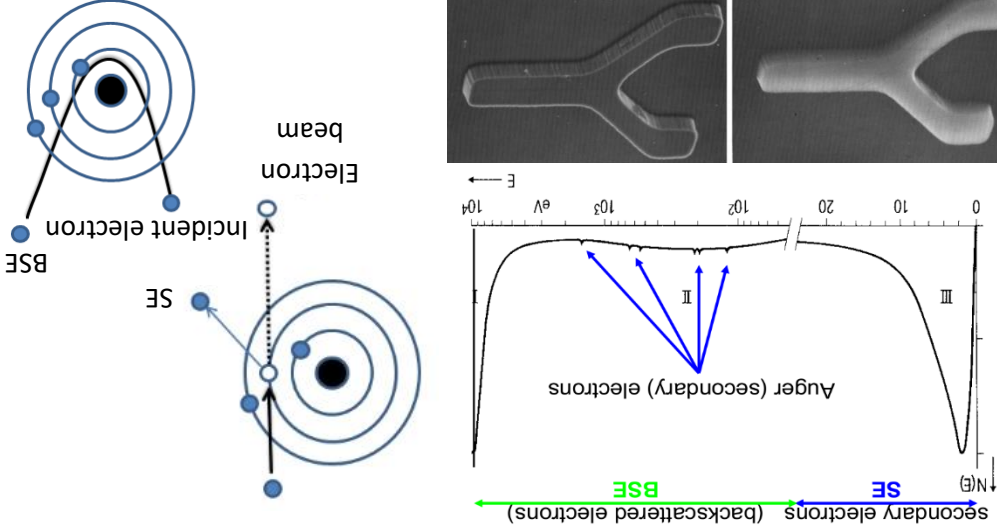 secondary electrons (backscattered electrons)
N(E) SE BSE
Auger (secondary) electrons
III II I
0 10 20 10² 10³ eV 10⁴
E
SE
BSE
Incident electron
Electron
beam